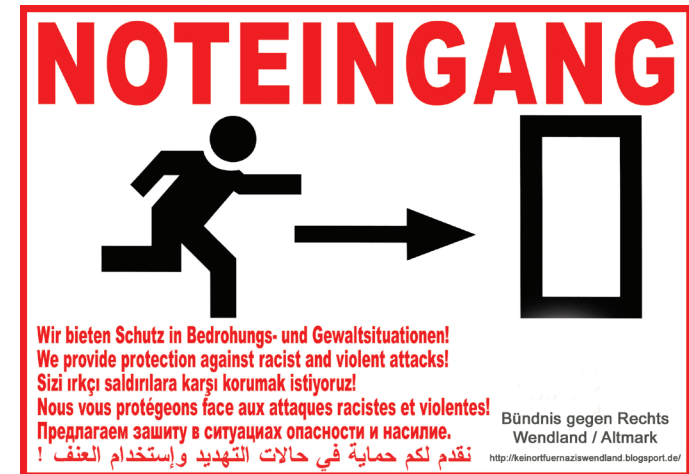 NOTEINGANG
Wir bieten Schutz in Bedrohungs- und Gewaltsituationen!
We provide protection against racist and violent attacks!
Sizi ırkçı saldırılara karşı korumak istiyoruz!
Nous vous protégeons face aux attaques racistes et violentes!
Предлагаем зашиту в ситуациах опасности и насилие.
نقدم لكم حماية في حالات التهديد وإستخدام العنف !
Bündnis gegen Rechts
Wendland / Altmark
http://keinortfuernaziswendland.blogsport.de/